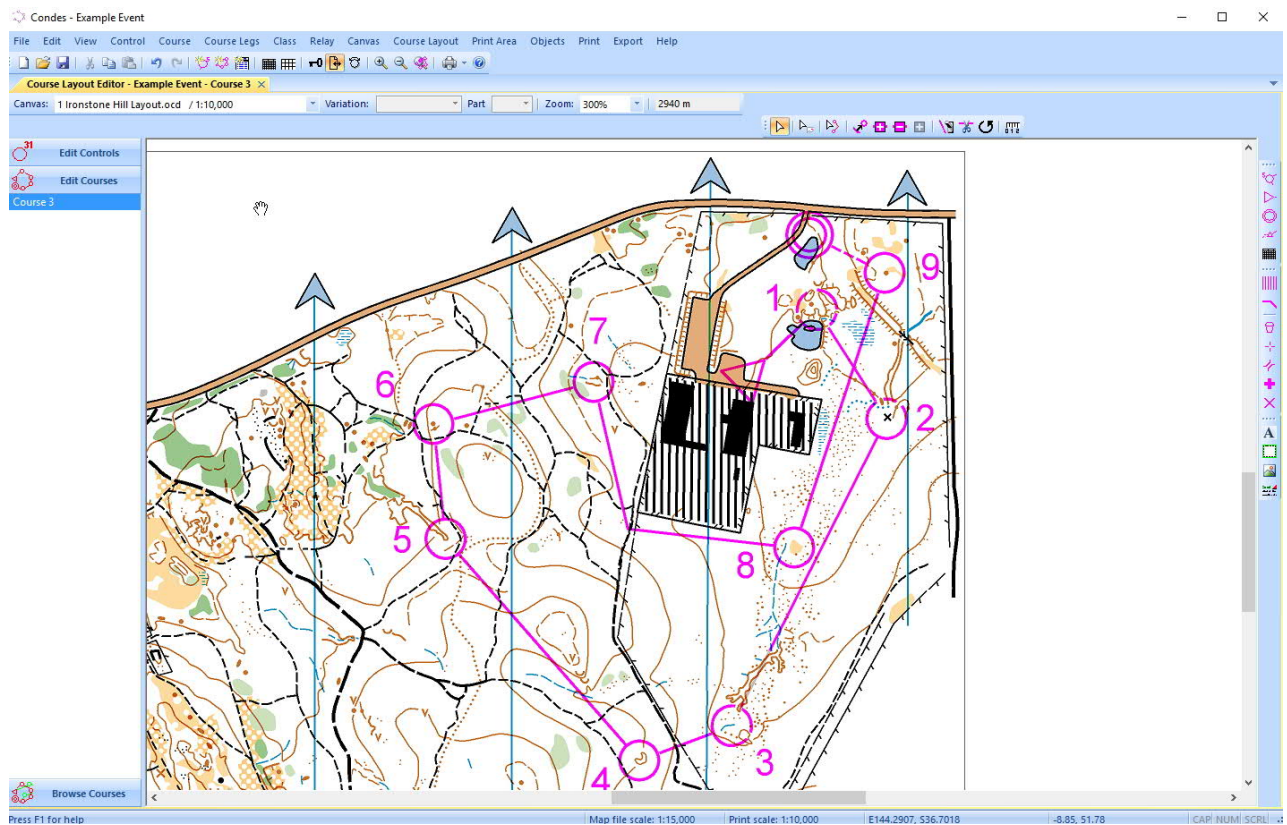 Condes - Example Event
File Edit View Control Course Course Legs Class Relay Canvas Course Layout Print Area Objects Print Export Help
Course Layout Editor - Example Event - Course 3
Canvas: 1 Ironstone Hill Layout.ocd / 1:10,000 Variation: Part Zoom: 300% 2940 m
31
Edit Controls
Edit Courses
Course 3
9
1
7
6
2
5
8
3
4
A
Browse Courses
Press F1 for help Map file scale: 1:15,000 Print scale: 1:10,000 E144.2907, S36.7018 -8.85, 51.78 CAP NUM SCRL